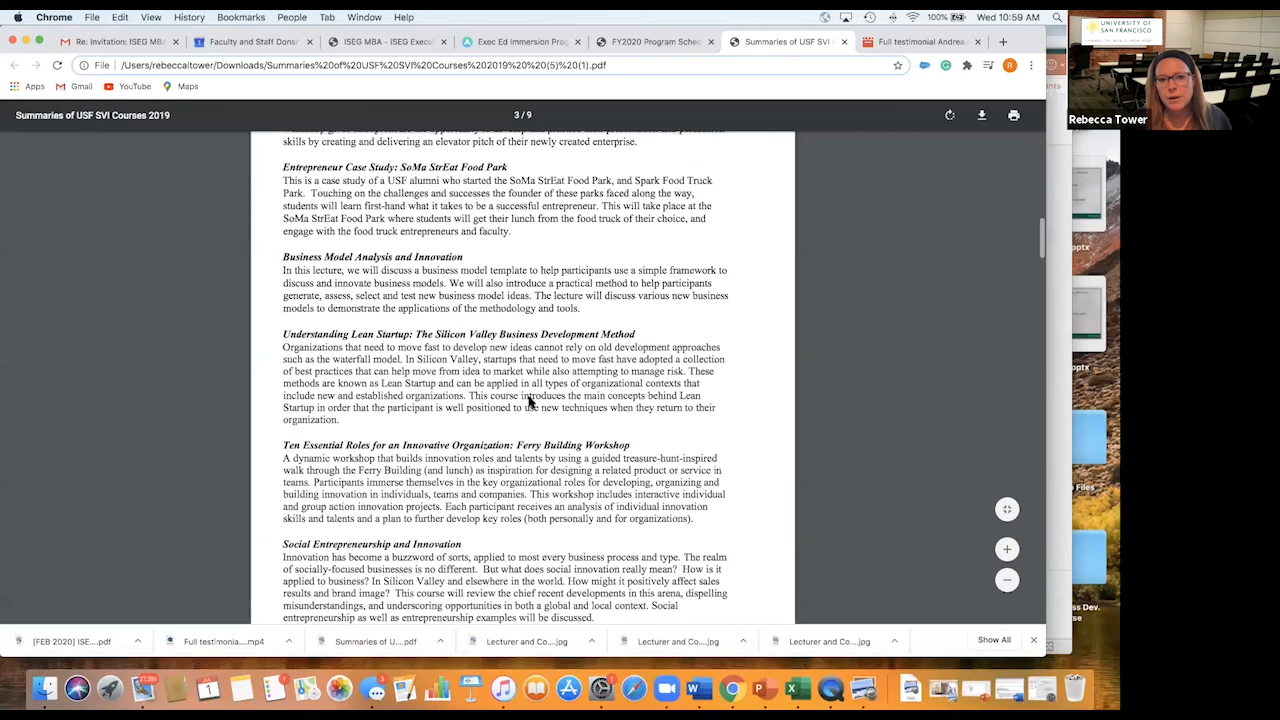 Chrome File Edit View History Bookmarks People Tab Window Help
100% Wed 10:59 AM
Re: Invitation: ISEG MBA
Faculty and Staff Dons
ISEG MBA
Exec Ed Immersion Pr
FY2020 Program St
Summaries of USF SVI
Full testimonial Andrea
File /Users/rebeccaltower/Downloads/Summaries%20of%20USF%20SVI%20Courses%202019%20%20(5)%20(1).pdf
R
Apps Gmail YouTube Maps
Summaries of USF SVI Courses 2019
3 / 9
skills by creating and delivering an elevator pitch of their newly created enterprise.
Entrepreneur Case Study: SoMa StrEat Food Park
This is a case study of a USF alumni who started the SoMa StrEat Food Park, and Spark Food Truck
Park. Touching on the challenges and successes the founder of these parks faced along the way,
students will learn first-hand what it takes to be a successful entrepreneur. This will take place at the
SoMa StrEat Food Park where students will get their lunch from the food truck of their choice, and
engage with the food truck entrepreneurs and faculty.
Business Model Analysis and Innovation
In this lecture, we will discuss a business model template to help participants use a simple framework to
discuss and innovate business models. We will also introduce a practical method to help participants
generate, assess, select and test new business model ideas. The lecture will discuss various new business
models to demonstrate the applications of the methodology and tools.
Understanding Lean Startup: The Silicon Valley Business Development Method
Organizations that need to move fast to develop new ideas cannot rely on old development approaches
such as the waterfall model. In Silicon Valley, startups that need to move fast have adopted a collection
of best practices that can help move from idea to market while also attempting to manage risk. These
methods are known as Lean Startup and can be applied in all types of organizational contexts that
include new and established organizations. This course introduces the main concepts behind Lean
Startup in order that the participant is well positioned to use new techniques when they return to their
organization.
Ten Essential Roles for an Innovative Organization: Ferry Building Workshop
A dynamic workshop that builds innovation roles and talents by using a guided treasure-hunt-inspired
walk through the Ferry Building (and lunch) as inspiration for designing a related product or service in
teams. Participants immerse themselves in the key organizational roles for developing, organizing and
building innovation in individuals, teams and companies. This workshop includes interactive individual
and group action innovation projects. Each participant receives an analysis of individual innovation
skills and talents and a plan to further develop key roles (both personally and for organizations).
Social Entrepreneurship and Innovation
Innovation has become a buzzword of sorts, applied to most every business process and type. The realm
of socially-focused businesses is no different. But what does social innovation really mean? How is it
applied to business? In Silicon Valley and elsewhere in the world. How might it positively affect sales
results and brand image? This course will review the chief recent developments in this arena, dispelling
misunderstandings, and underscoring opportunities in both a global and local context. Social
entrepreneurship as well as entrepreneurship examples will be discussed.
[FEB 2020] ISE....pdf
Full testimonia....mp4
Summaries of U....pdf
Lecturer and Co....jpg
Lecturer and Co....jpg
Lecturer and Co....jpg
Show All
UNIVERSITY OF
SAN FRANCISCO
CHANGE THE WORLD FROM HERE
Rebecca Tower
pptx
pptx
Files
ss Dev.
rse
27,291